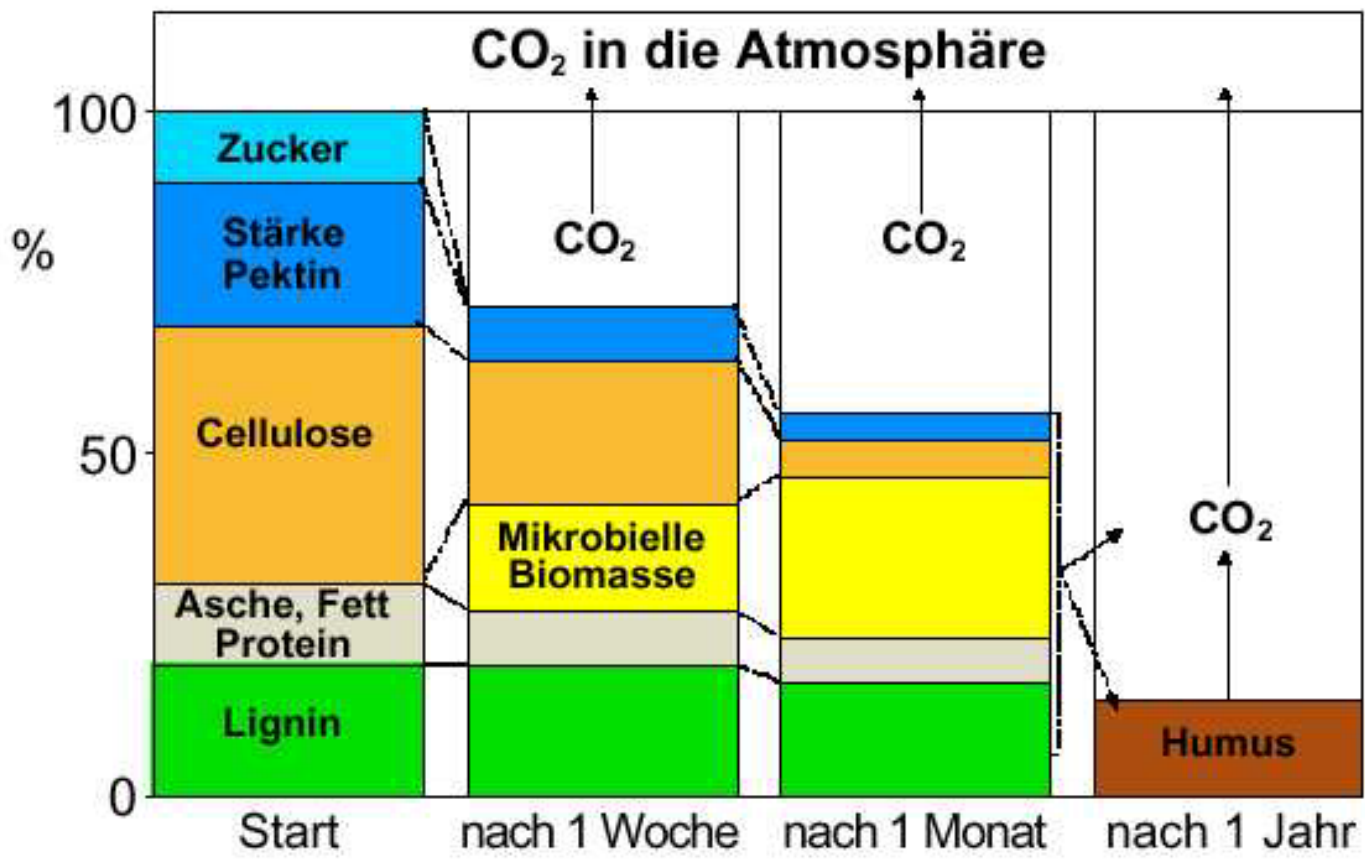 CO₂ in die Atmosphäre
100
Zucker
%
Stärke
Pektin
CO₂
CO₂
Cellulose
50
Mikrobielle
Biomasse
CO₂
Asche, Fett
Protein
Lignin
Humus
0
Start
nach 1 Woche
nach 1 Monat
nach 1 Jahr